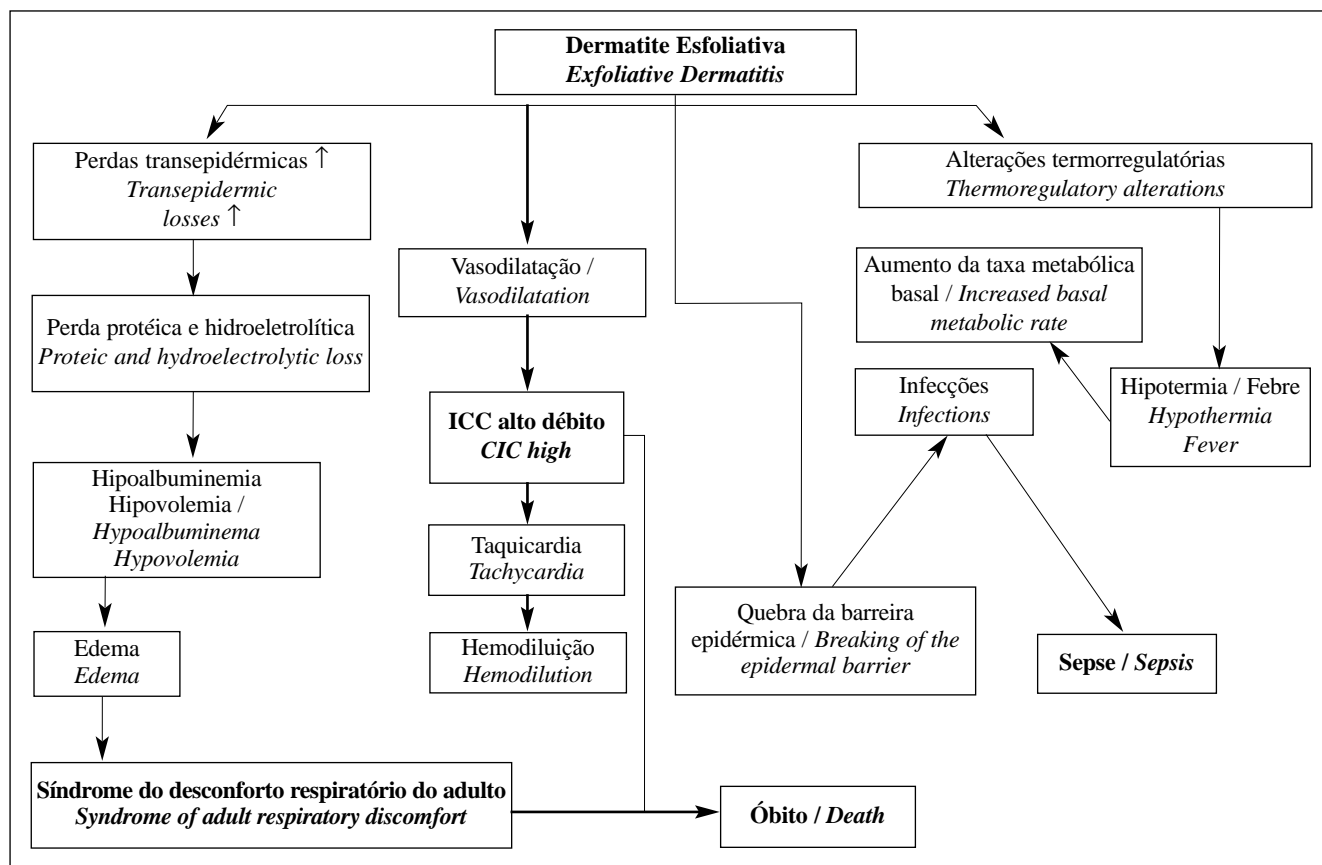 Dermatite Esfoliativa
Exfoliative Dermatitis
Perdas transepidérmicas ↑
Transepidermic
losses ↑
Alterações termorregulatórias
Thermoregulatory alterations
Vasodilatação /
Vasodilatation
Aumento da taxa metabólica
basal / Increased basal
metabolic rate
Perda protéica e hidroeletrolítica
Proteic and hydroelectrolytic loss
Infecções
Infections
Hipotermia / Febre
Hypothermia
Fever
ICC alto débito
CIC high
Hipoalbuminemia
Hipovolemia /
Hypoalbuminema
Hypovolemia
Taquicardia
Tachycardia
Quebra da barreira
epidérmica / Breaking of the
epidermal barrier
Edema
Edema
Hemodiluição
Hemodilution
Sepse / Sepsis
Síndrome do desconforto respiratório do adulto
Syndrome of adult respiratory discomfort
Óbito / Death